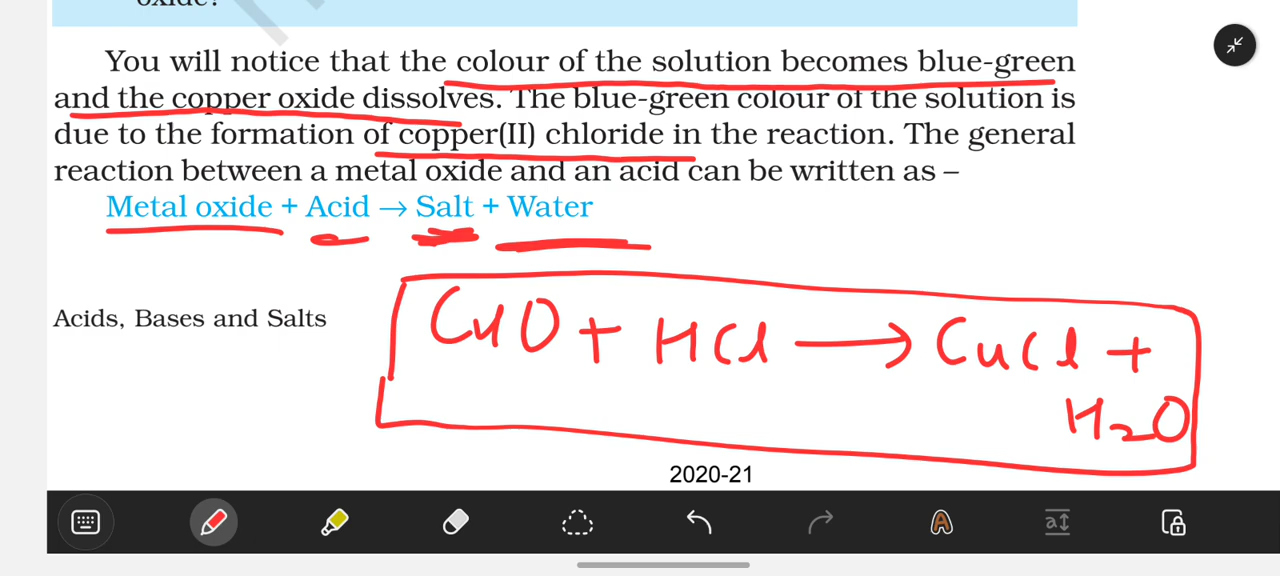 oxide?
You will notice that the colour of the solution becomes blue-green
and the copper oxide dissolves. The blue-green colour of the solution is
due to the formation of copper(II) chloride in the reaction. The general
reaction between a metal oxide and an acid can be written as –
Metal oxide + Acid → Salt + Water
Acids, Bases and Salts
CuO + HCl → CuCl +
H₂O
2020-21
A
aI